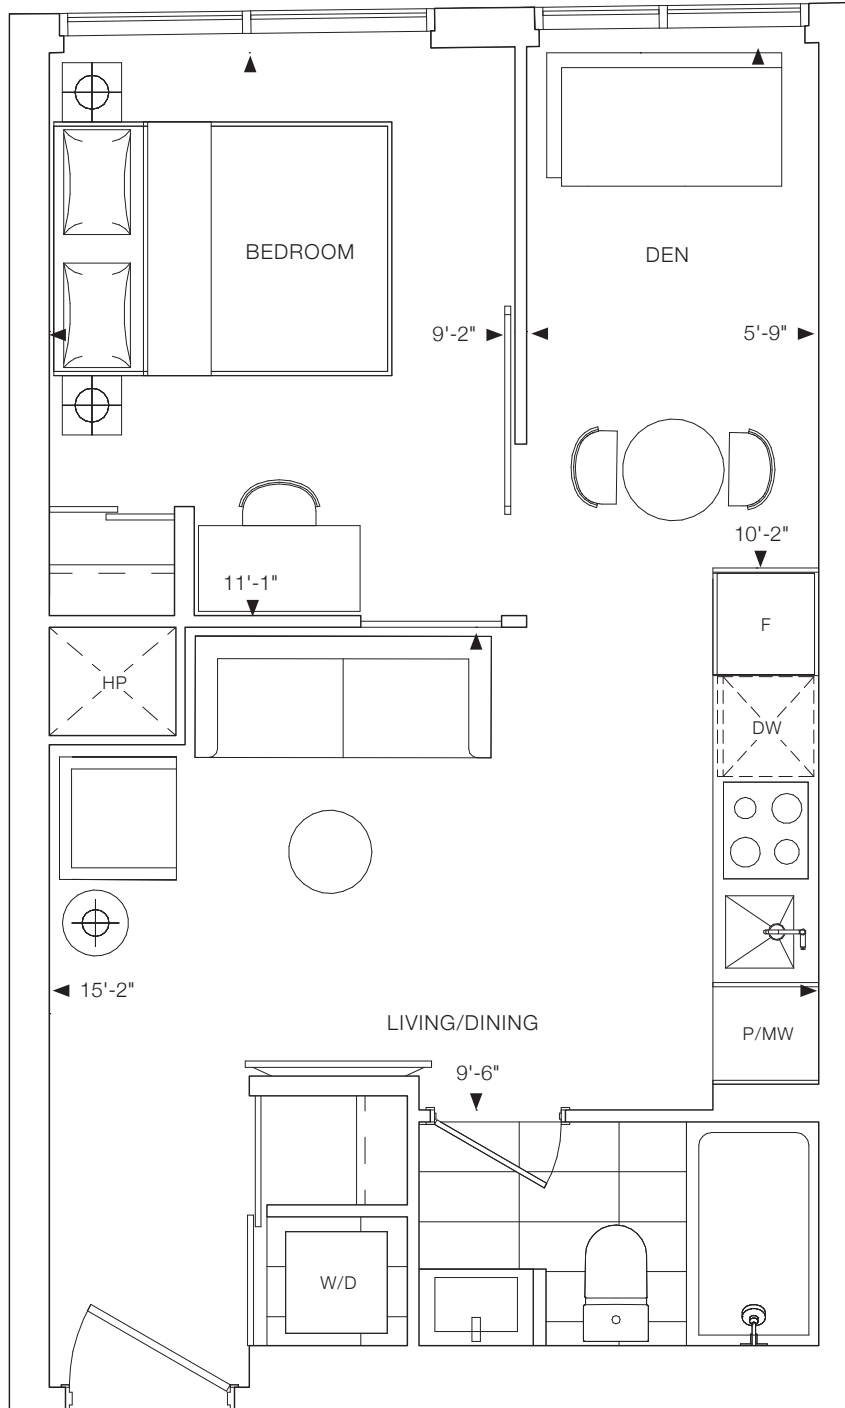 BEDROOM
DEN
9'-2"
5'-9"
10'-2"
11'-1"
F
HP
DW
15'-2"
LIVING/DINING
P/MW
9'-6"
W/D